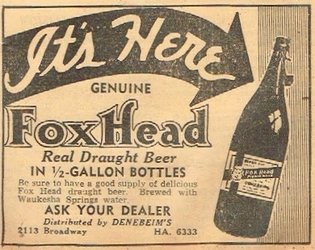 It's Here
GENUINE
Fox Head
Real Draught Beer
IN 1/2-GALLON BOTTLES
Be sure to have a good supply of delicious
Fox Head draught beer. Brewed with
Waukesha Springs water.
ASK YOUR DEALER
Distributed by DENEBEIM'S
2113 Broadway HA. 6333
Fox Head